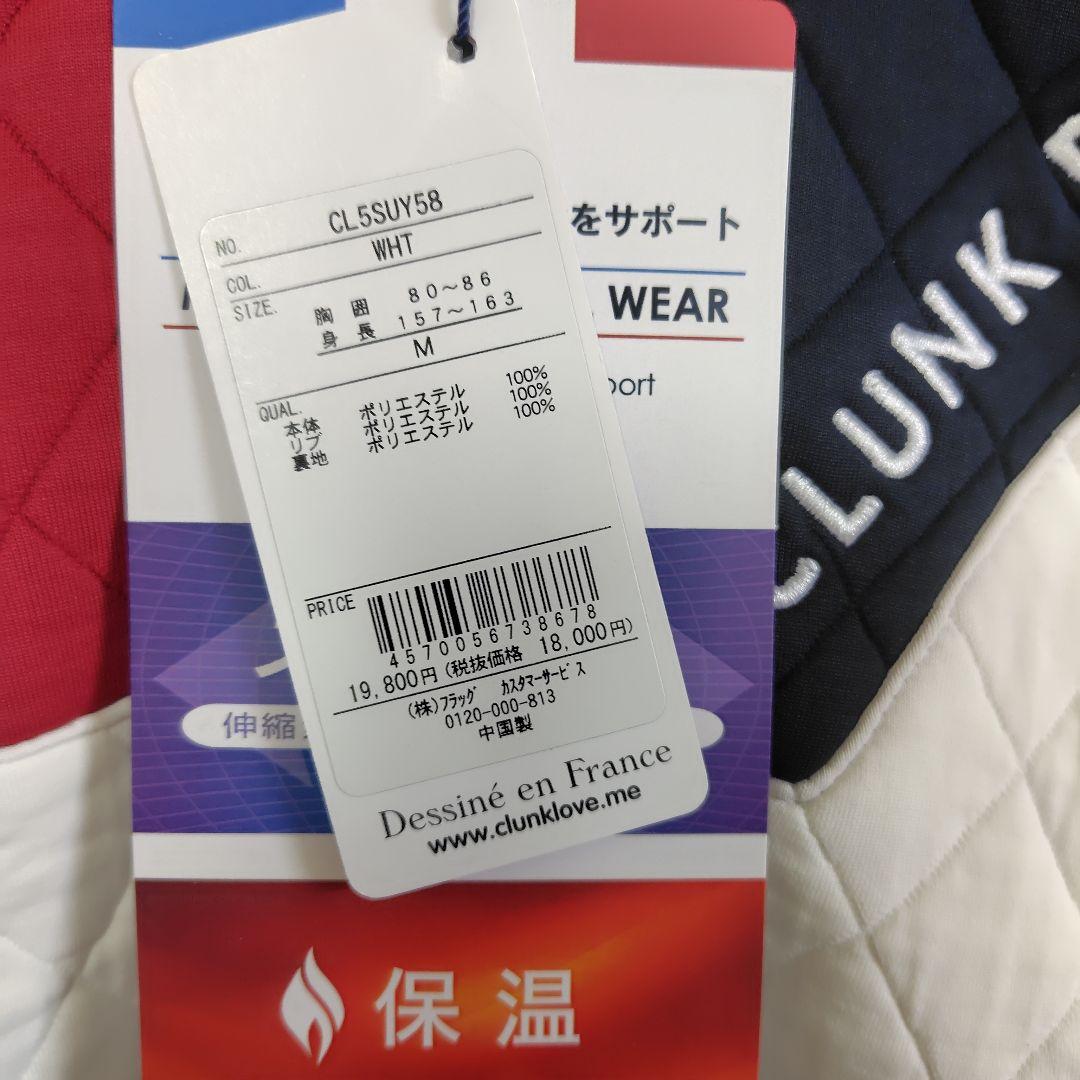 NO. CL5SUY58
COL. WHT
SIZE. 胸 囲 80～86
身 長 157～163
M
QUAL.
本体 ポリエステル 100%
リブ ポリエステル 100%
裏地 ポリエステル 100%
PRICE
4570056738678
19,800円 (税抜価格 18,000円)
(株)フラッグ カスタマーサービス
0120-000-813
中国製
Dessiné en France
www.clunklove.me
をサポート
WEAR
port
伸縮
保温
CLUNK